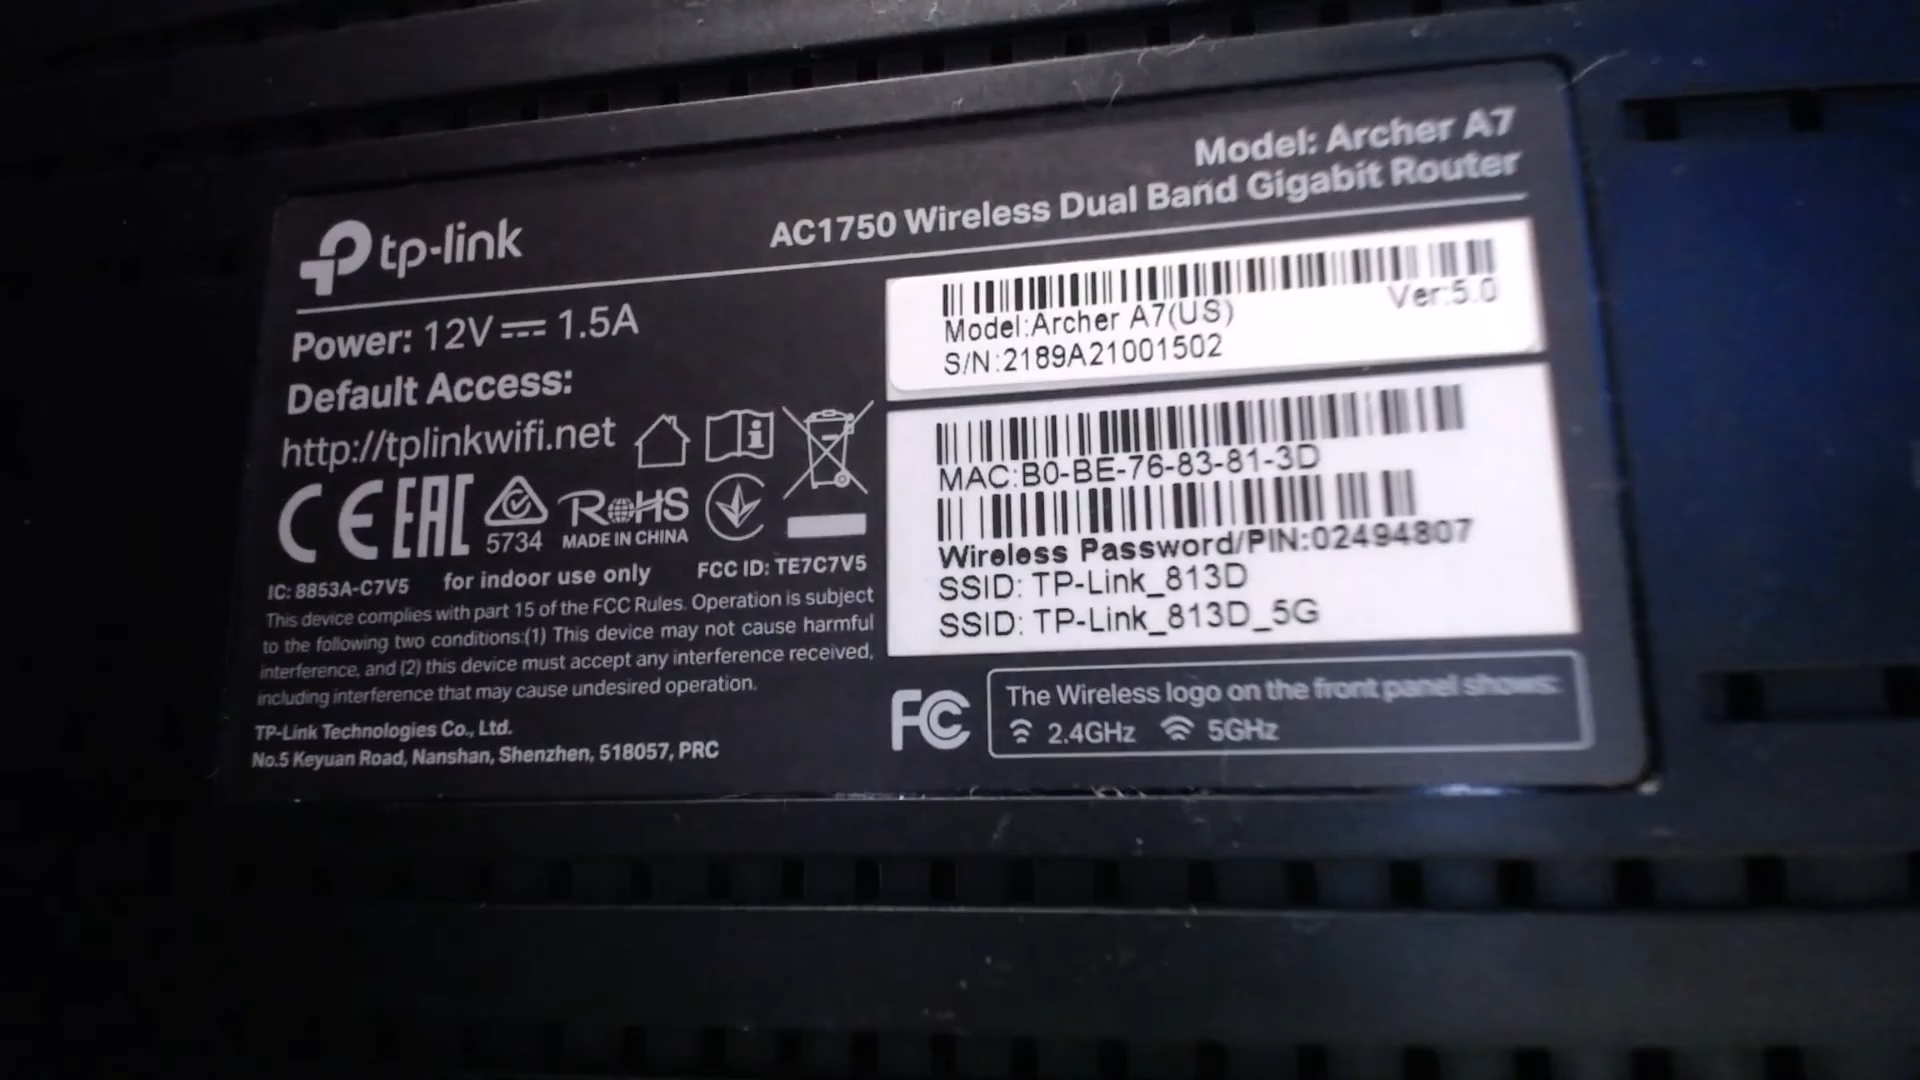 Model: Archer A7
AC1750 Wireless Dual Band Gigabit Router
tp-link
Power: 12V⎓1.5A
Default Access:
http://tplinkwifi.net
CE EAC 5734 RoHS
MADE IN CHINA
IC: 8853A-C7V5 for indoor use only FCC ID: TE7C7V5
This device complies with part 15 of the FCC Rules. Operation is subject
to the following two conditions:(1) This device may not cause harmful
interference, and (2) this device must accept any interference received,
including interference that may cause undesired operation.
TP-Link Technologies Co., Ltd.
No.5 Keyuan Road, Nanshan, Shenzhen, 518057, PRC
Model:Archer A7(US) Ver:5.0
S/N:2189A21001502
MAC:B0-BE-76-83-81-3D
Wireless Password/PIN:02494807
SSID: TP-Link_813D
SSID: TP-Link_813D_5G
FC
The Wireless logo on the front panel shows:
2.4GHz 5GHz